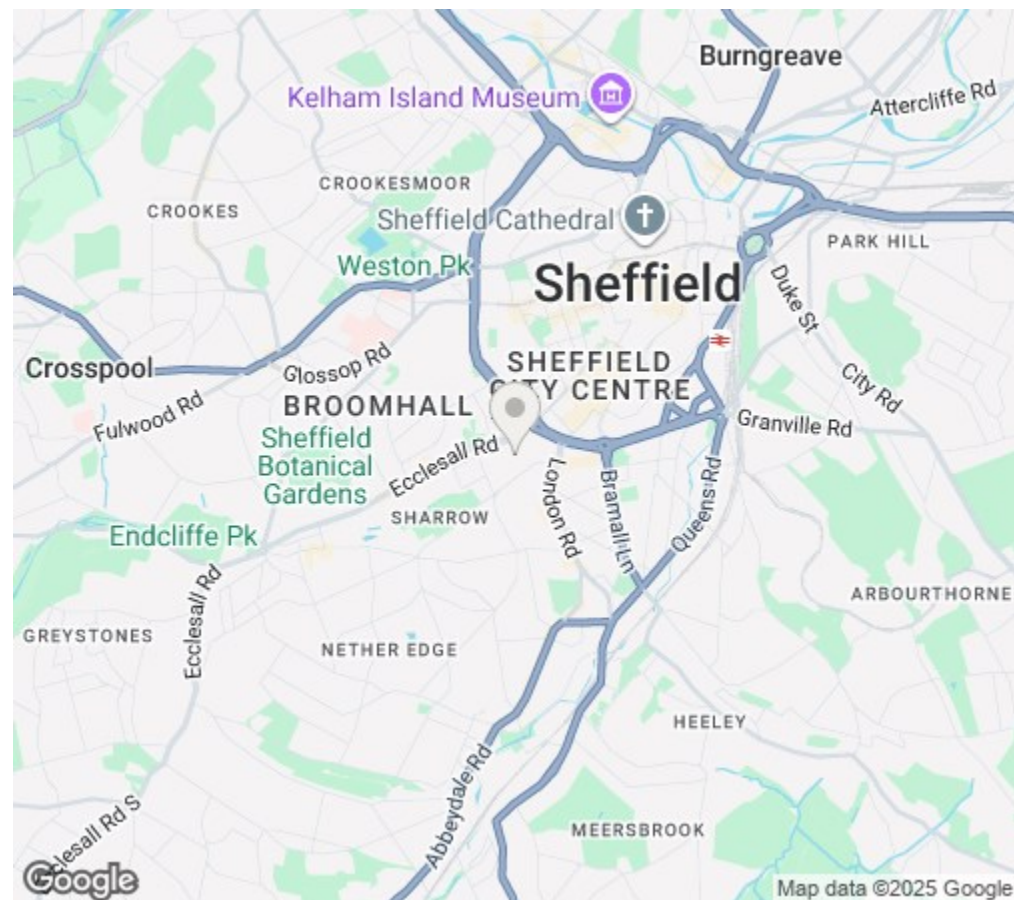 Burngreave
Kelham Island Museum
Attercliffe Rd
CROOKESMOOR
CROOKES
Sheffield Cathedral
PARK HILL
Weston Pk
Sheffield
Duke St
Glossop Rd
Crosspool
SHEFFIELD
CITY CENTRE
City Rd
BROOMHALL
Fulwood Rd
Granville Rd
Sheffield
Botanical
Gardens
Ecclesall Rd
London Rd
Bramall Ln
Queens Rd
SHARROW
Endcliffe Pk
Ecclesall Rd
ARBOURTHORNE
GREYSTONES
NETHER EDGE
HEELEY
Abbeydale Rd
MEERSBROOK
Ecclesall Rd S
Google
Map data ©2025 Google